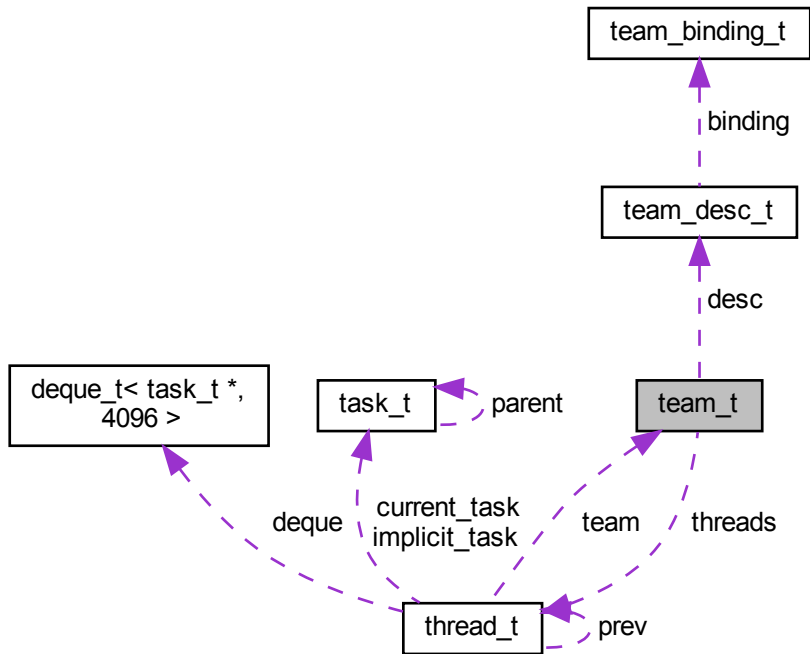 team_binding_t
binding
team_desc_t
desc
deque_t< task_t *,
4096 >
task_t
parent
team_t
deque
current_task
implicit_task
team
threads
thread_t
prev